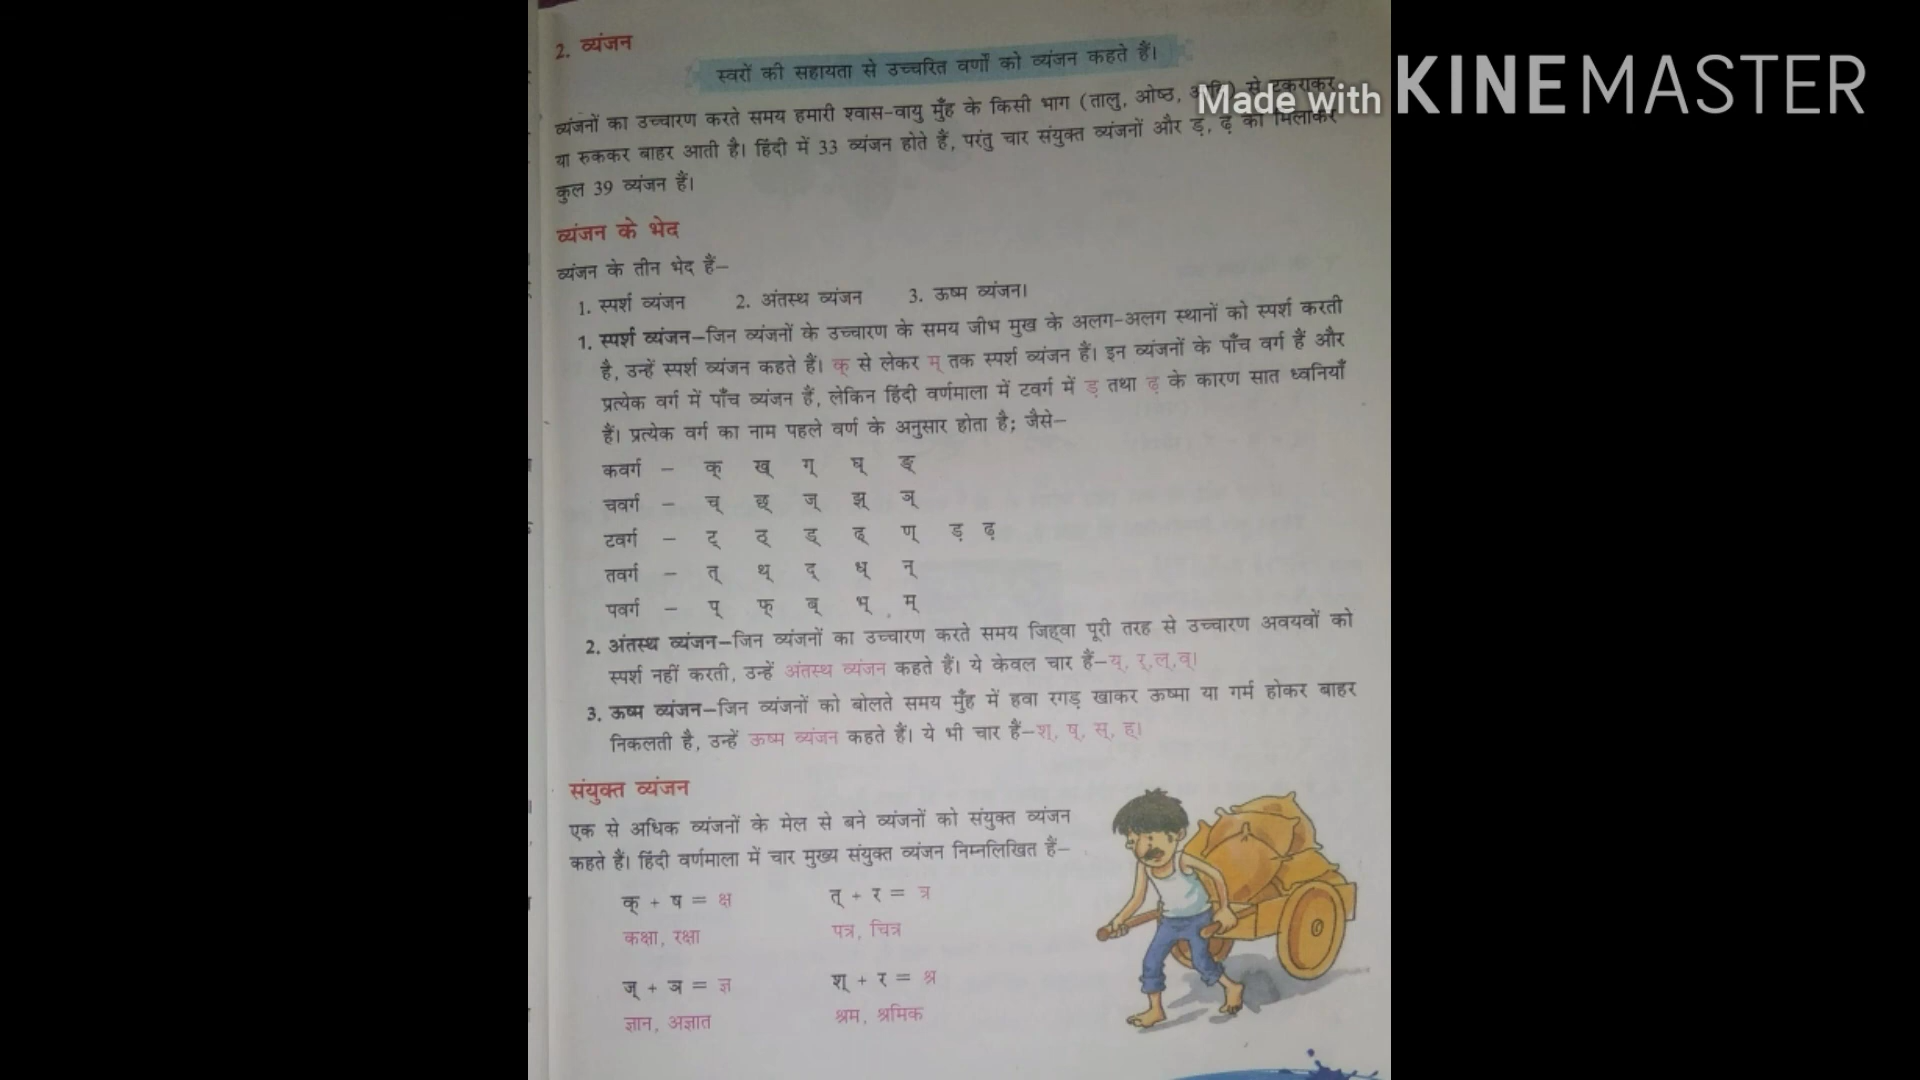 2. व्यंजन
स्वरों की सहायता से उच्चरित वर्णों को व्यंजन कहते हैं।
Made with KINEMASTER
व्यंजनों का उच्चारण करते समय हमारी श्वास-वायु मुँह के किसी भाग (तालु, ओष्ठ, से टकराकर
या रुककर बाहर आती है। हिंदी में 33 व्यंजन होते हैं, परंतु चार संयुक्त व्यंजनों और ड़, ढ़ को मिलाकर
कुल 39 व्यंजन हैं।
व्यंजन के भेद
व्यंजन के तीन भेद हैं–
1. स्पर्श व्यंजन 2. अंतस्थ व्यंजन 3. ऊष्म व्यंजन।
1. स्पर्श व्यंजन–जिन व्यंजनों के उच्चारण के समय जीभ मुख के अलग-अलग स्थानों को स्पर्श करती
है, उन्हें स्पर्श व्यंजन कहते हैं। क् से लेकर म् तक स्पर्श व्यंजन हैं। इन व्यंजनों के पाँच वर्ग हैं और
प्रत्येक वर्ग में पाँच व्यंजन हैं, लेकिन हिंदी वर्णमाला में टवर्ग में ड़ तथा ढ़ के कारण सात ध्वनियाँ
हैं। प्रत्येक वर्ग का नाम पहले वर्ण के अनुसार होता है; जैसे–
कवर्ग – क् ख् ग् घ् ङ्
चवर्ग – च् छ् ज् झ् ञ्
टवर्ग – ट् ठ् ड् ढ् ण् ड़ ढ़
तवर्ग – त् थ् द् ध् न्
पवर्ग – प् फ् ब् भ् म्
2. अंतस्थ व्यंजन–जिन व्यंजनों का उच्चारण करते समय जिह्वा पूरी तरह से उच्चारण अवयवों को
स्पर्श नहीं करती, उन्हें अंतस्थ व्यंजन कहते हैं। ये केवल चार हैं–य्, र्, ल्, व्।
3. ऊष्म व्यंजन–जिन व्यंजनों को बोलते समय मुँह में हवा रगड़ खाकर ऊष्मा या गर्म होकर बाहर
निकलती है, उन्हें ऊष्म व्यंजन कहते हैं। ये भी चार हैं–श्, ष्, स्, ह्।
संयुक्त व्यंजन
एक से अधिक व्यंजनों के मेल से बने व्यंजनों को संयुक्त व्यंजन
कहते हैं। हिंदी वर्णमाला में चार मुख्य संयुक्त व्यंजन निम्नलिखित हैं–
क् + ष = क्ष त् + र = त्र
कक्षा, रक्षा पत्र, चित्र
ज् + ञ = ज्ञ श् + र = श्र
ज्ञान, अज्ञात श्रम, श्रमिक